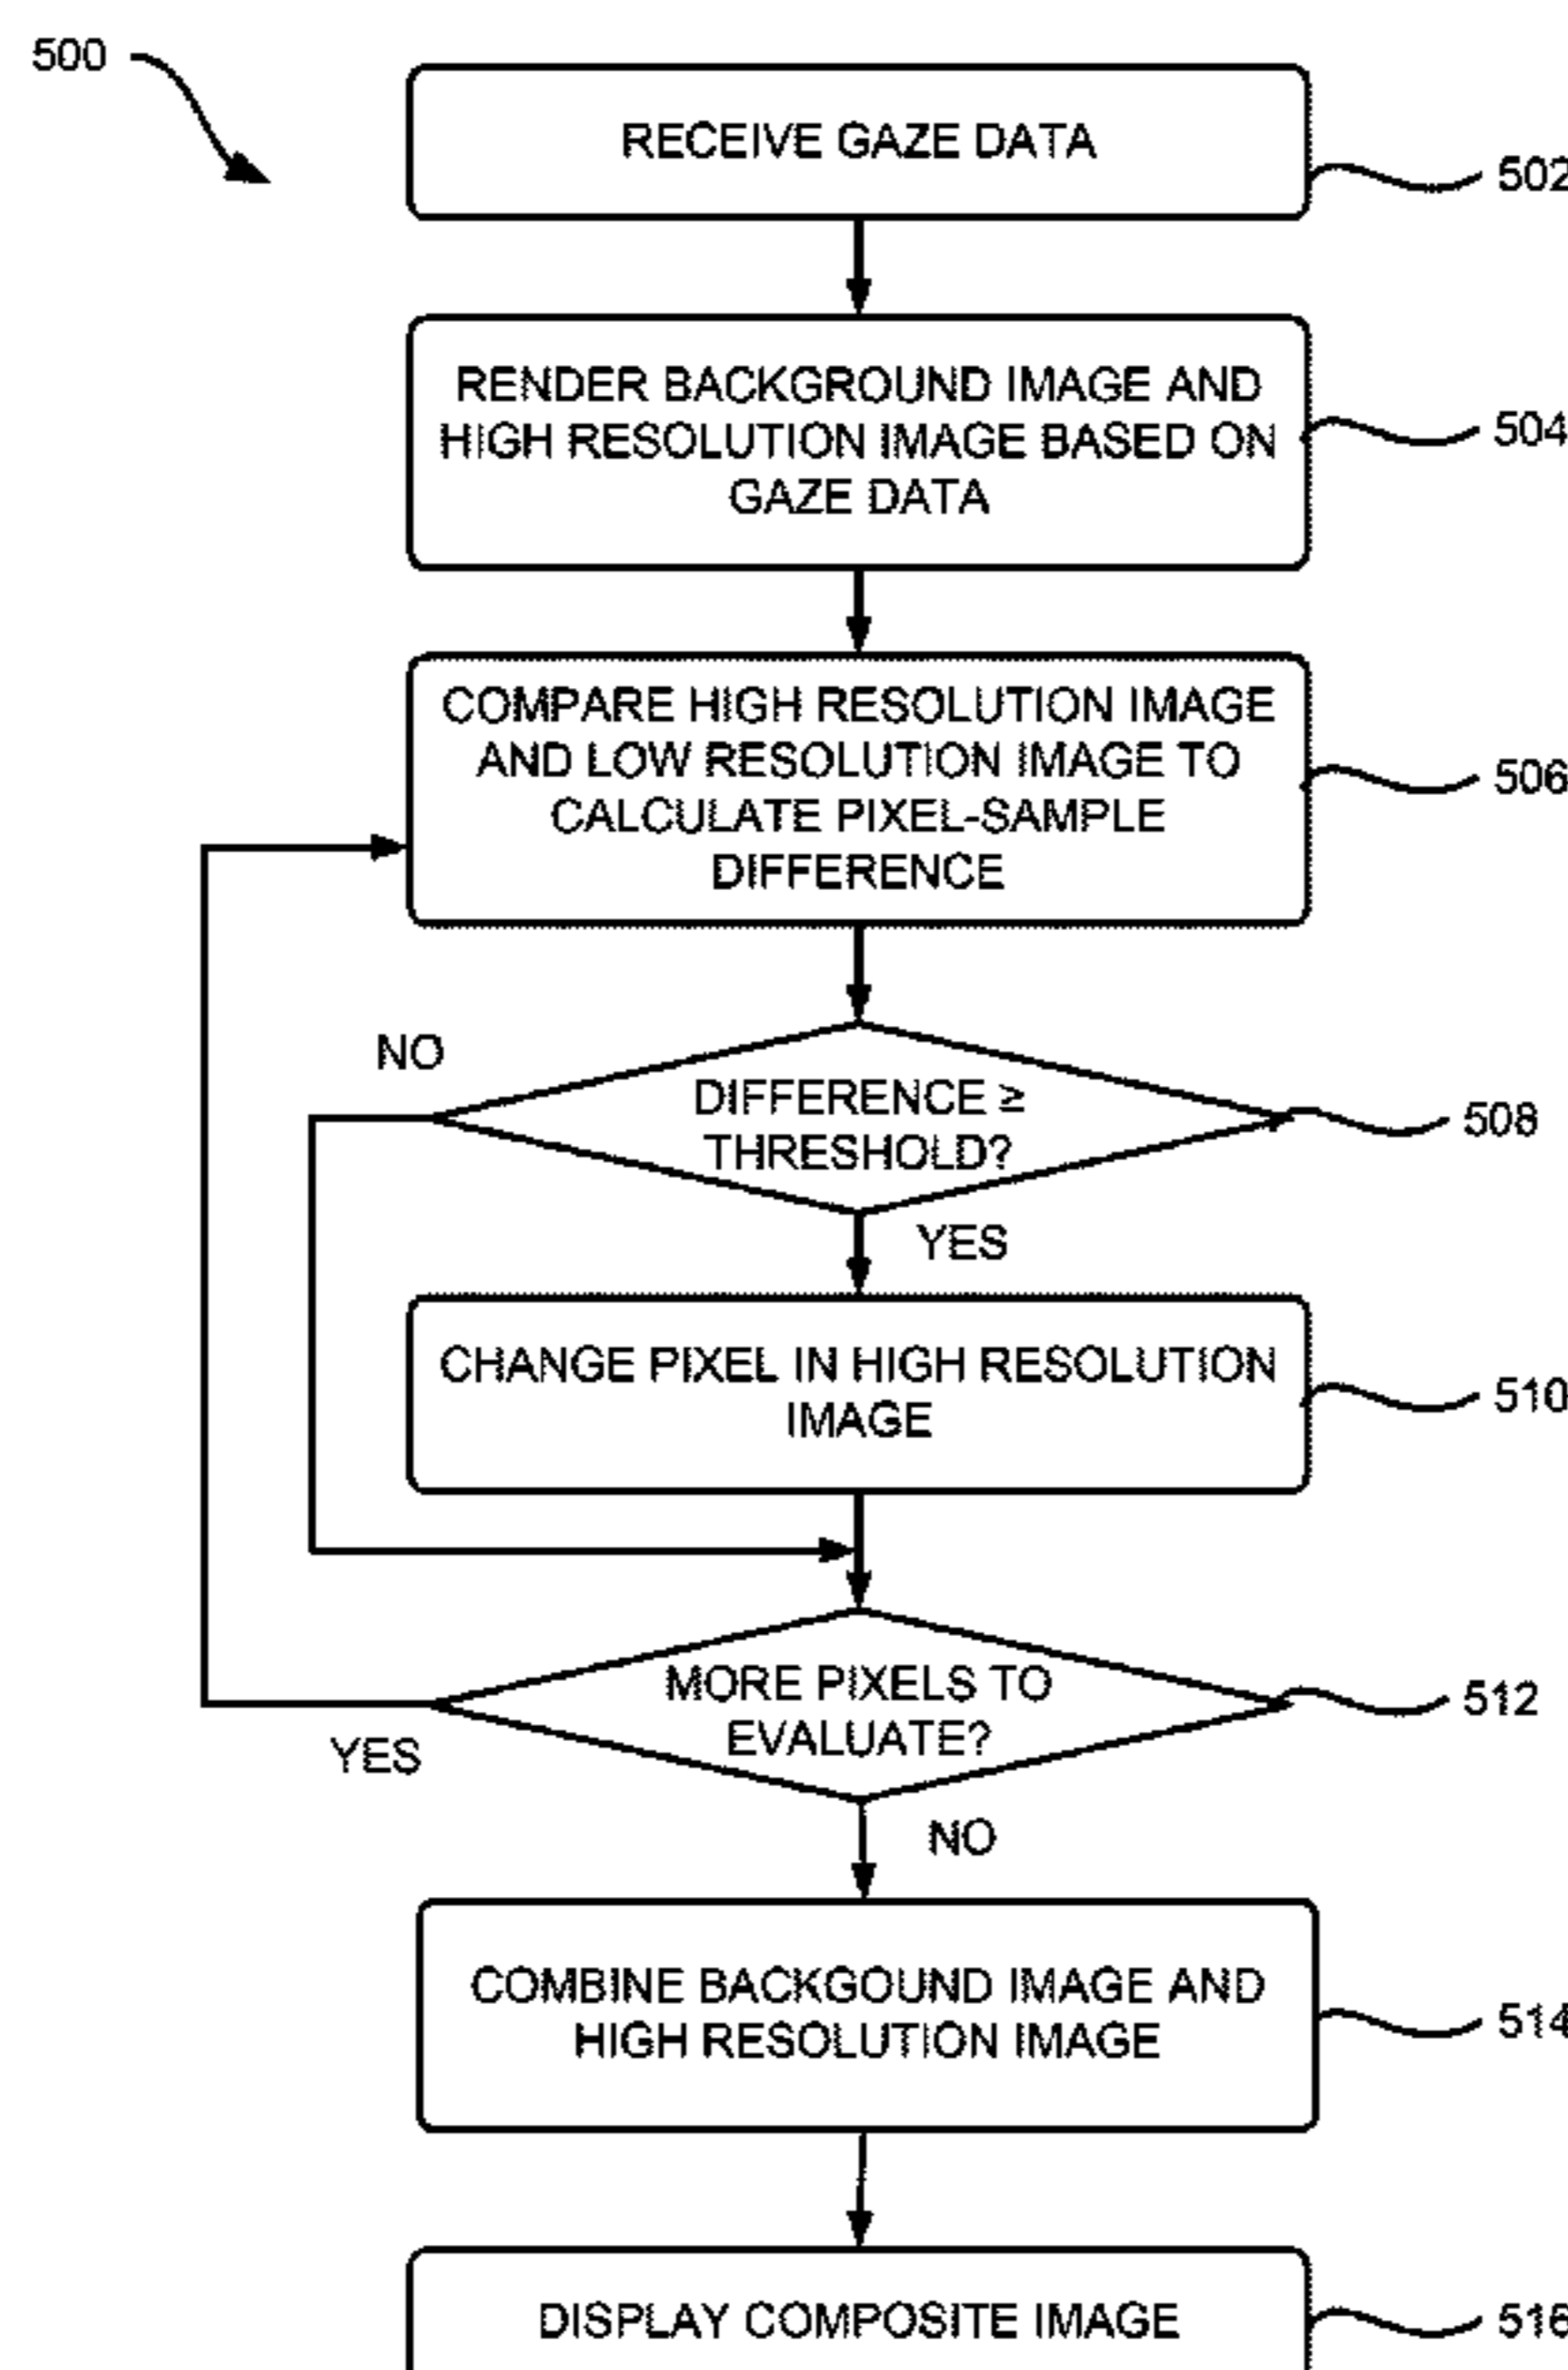 500
RECEIVE GAZE DATA
502
RENDER BACKGROUND IMAGE AND
HIGH RESOLUTION IMAGE BASED ON
GAZE DATA
504
COMPARE HIGH RESOLUTION IMAGE
AND LOW RESOLUTION IMAGE TO
CALCULATE PIXEL-SAMPLE
DIFFERENCE
506
NO
DIFFERENCE ≥
THRESHOLD?
508
YES
CHANGE PIXEL IN HIGH RESOLUTION
IMAGE
510
MORE PIXELS TO
EVALUATE?
512
YES
NO
COMBINE BACKGOUND IMAGE AND
HIGH RESOLUTION IMAGE
514
DISPLAY COMPOSITE IMAGE
516